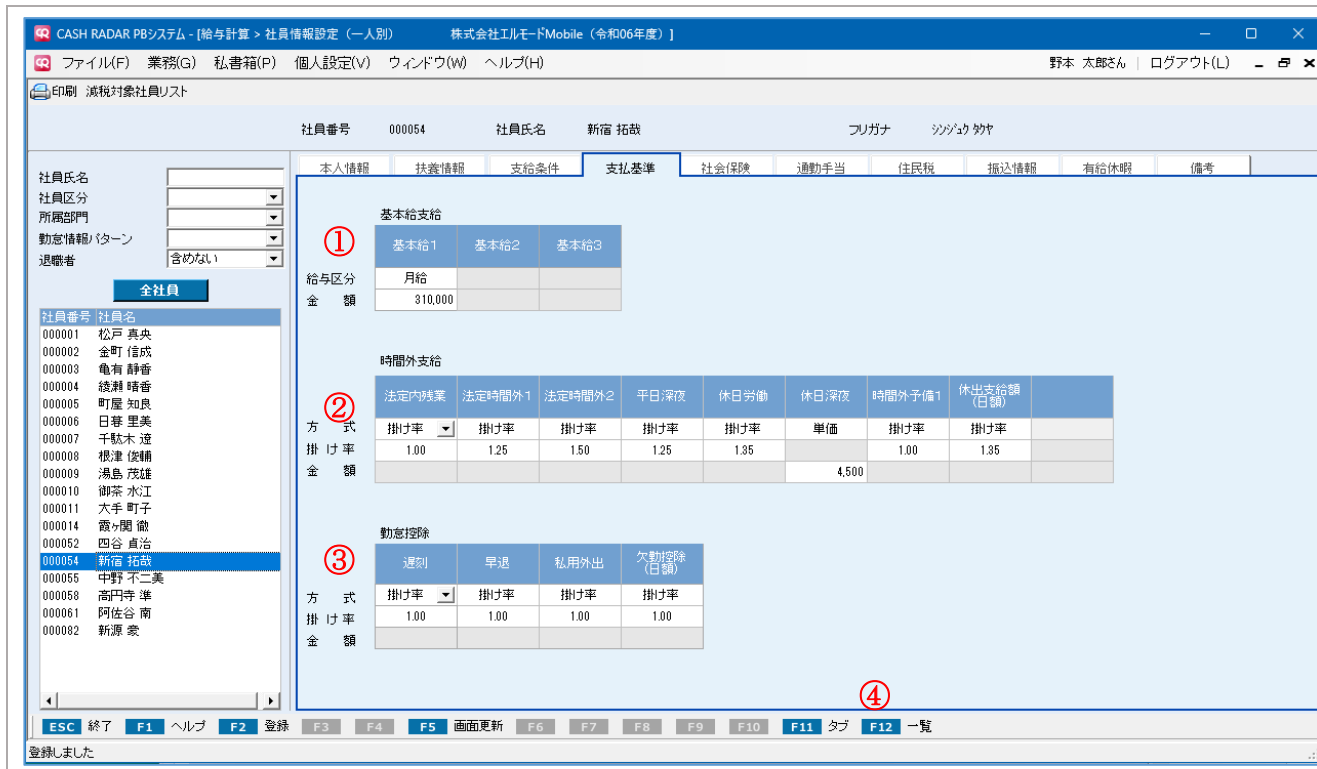 CASH RADAR PBシステム - [給与計算 > 社員情報設定（一人別） 株式会社エルモードMobile（令和06年度）]
ファイル(F) 業務(G) 私書箱(P) 個人設定(V) ウィンドウ(W) ヘルプ(H) 野本 太郎さん ログアウト(L)
印刷 減税対象社員リスト
社員番号 000054 社員氏名 新宿 拓哉 フリガナ ｼﾝｼﾞｭｸ ﾀｸﾔ
本人情報 扶養情報 支給条件 支払基準 社会保険 通勤手当 住民税 振込情報 有給休暇 備考
社員氏名
社員区分
所属部門
勤怠情報パターン
退職者 含めない
全社員
社員番号 社員名
000001 松戸 真央
000002 金町 信成
000003 亀有 静香
000004 綾瀬 晴香
000005 町屋 知良
000006 日暮 里美
000007 千駄木 遼
000008 根津 俊輔
000009 湯島 茂雄
000010 御茶 水江
000011 大手 町子
000014 霞ヶ関 徹
000052 四谷 貞治
000054 新宿 拓哉
000055 中野 不二美
000058 高円寺 準
000061 阿佐谷 南
000082 新源 豪
基本給支給
① 基本給1 基本給2 基本給3
給与区分 月給
金 額 310,000
時間外支給
② 法定内残業 法定時間外1 法定時間外2 平日深夜 休日労働 休日深夜 時間外予備1 休出支給額
(日額)
方 式 掛け率 掛け率 掛け率 掛け率 掛け率 単価 掛け率 掛け率
掛け率 1.00 1.25 1.50 1.25 1.35 1.00 1.35
金 額 4,500
勤怠控除
③ 遅刻 早退 私用外出 欠勤控除
(日額)
方 式 掛け率 掛け率 掛け率 掛け率
掛け率 1.00 1.00 1.00 1.00
金 額
④
ESC 終了 F1 ヘルプ F2 登録 F3 F4 F5 画面更新 F6 F7 F8 F9 F10 F11 タブ F12 一覧
登録しました